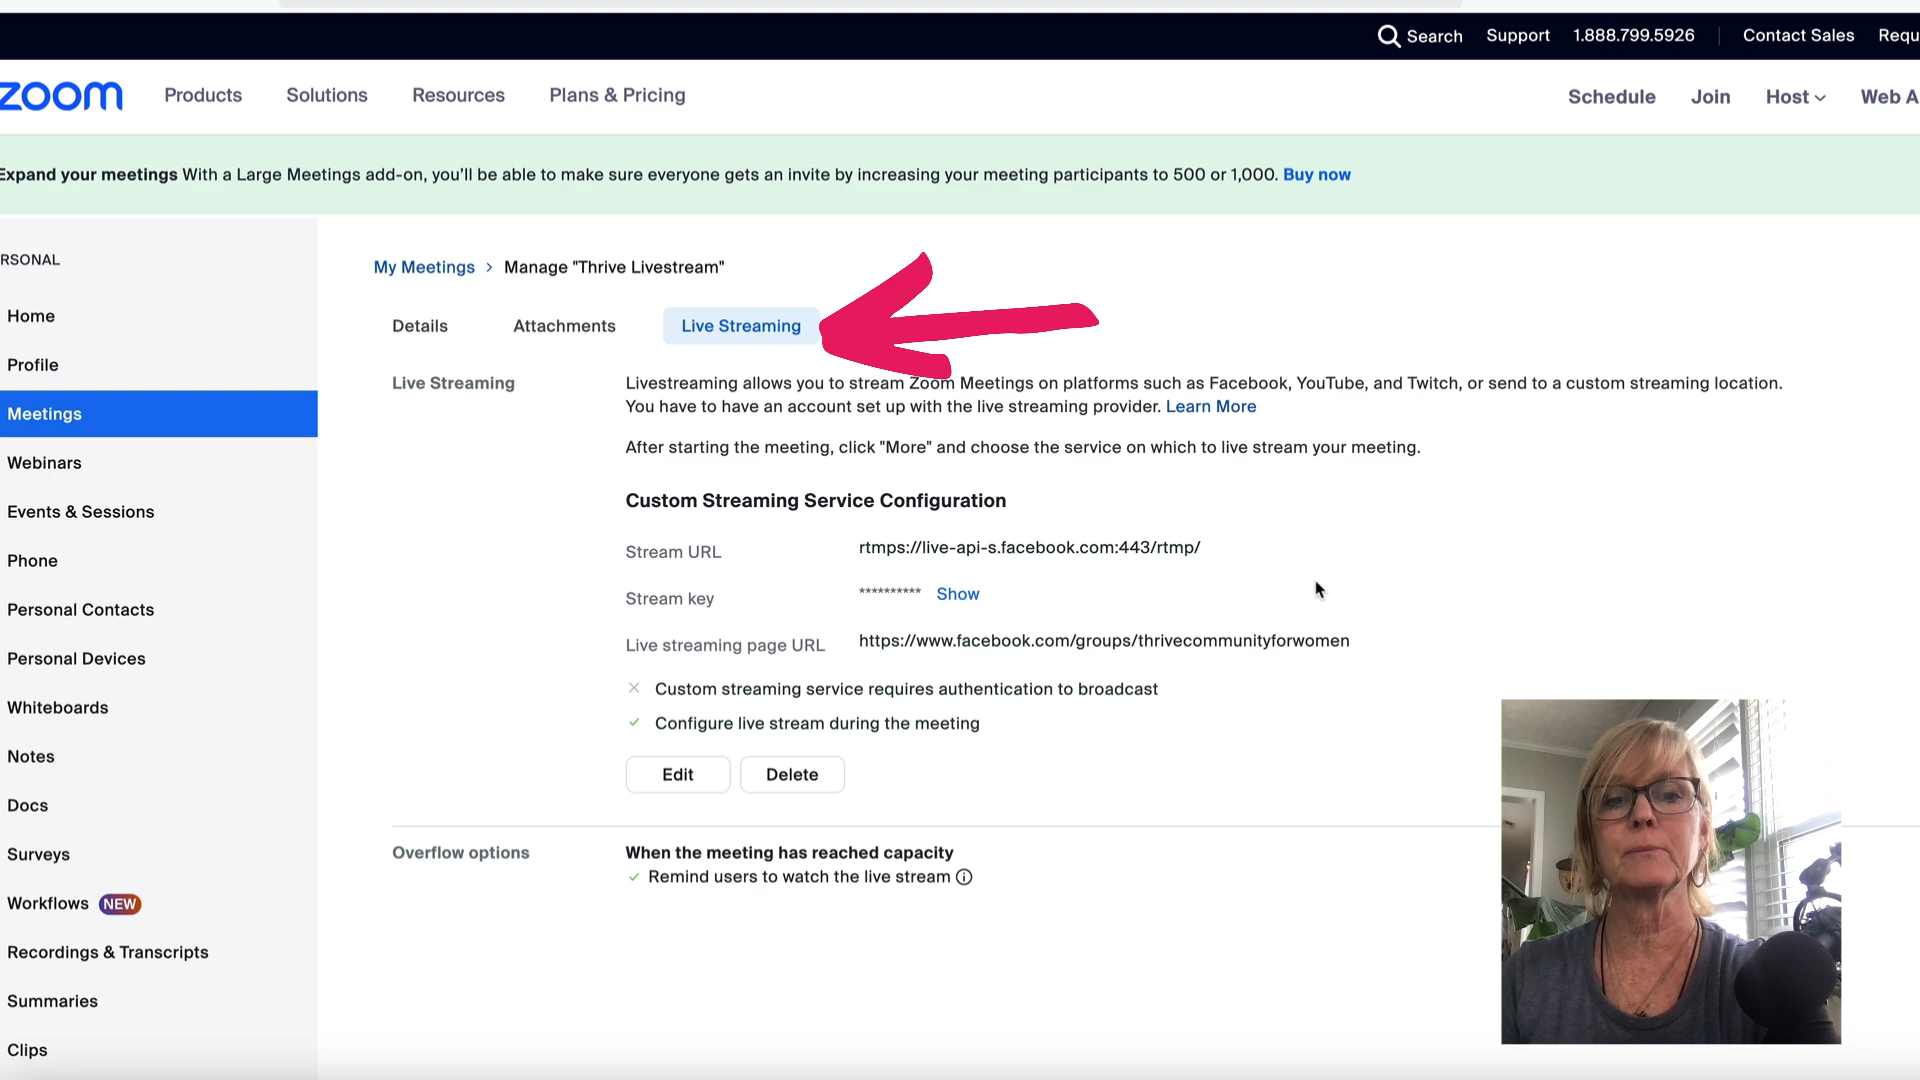 Search Support 1.888.799.5926 Contact Sales Requ
zoom Products Solutions Resources Plans & Pricing Schedule Join Host Web A
Expand your meetings With a Large Meetings add-on, you'll be able to make sure everyone gets an invite by increasing your meeting participants to 500 or 1,000. Buy now
RSONAL
Home
Profile
Meetings
Webinars
Events & Sessions
Phone
Personal Contacts
Personal Devices
Whiteboards
Notes
Docs
Surveys
Workflows NEW
Recordings & Transcripts
Summaries
Clips
My Meetings > Manage "Thrive Livestream"
Details Attachments Live Streaming
Live Streaming
Livestreaming allows you to stream Zoom Meetings on platforms such as Facebook, YouTube, and Twitch, or send to a custom streaming location.
You have to have an account set up with the live streaming provider. Learn More
After starting the meeting, click "More" and choose the service on which to live stream your meeting.
Custom Streaming Service Configuration
Stream URL rtmps://live-api-s.facebook.com:443/rtmp/
Stream key ********** Show
Live streaming page URL https://www.facebook.com/groups/thrivecommunityforwomen
Custom streaming service requires authentication to broadcast
Configure live stream during the meeting
Edit Delete
Overflow options When the meeting has reached capacity
Remind users to watch the live stream